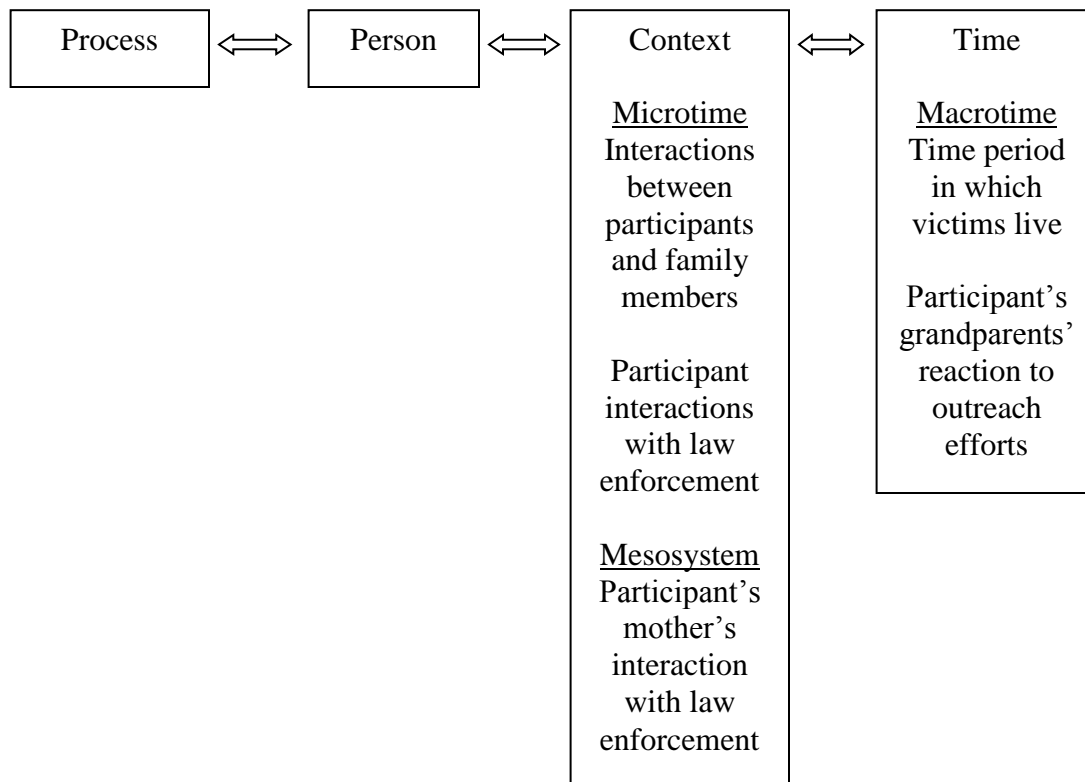 Process
Person
Context
Microtime
Interactions
between
participants
and family
members
Participant
interactions
with law
enforcement
Mesosystem
Participant’s
mother’s
interaction
with law
enforcement
Time
Macrotime
Time period
in which
victims live
Participant’s
grandparents’
reaction to
outreach
efforts